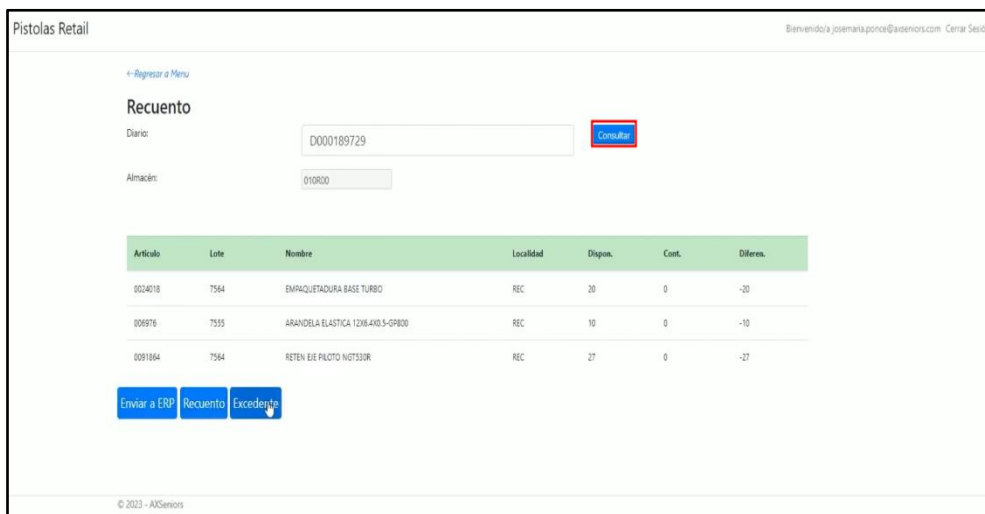 Pistolas Retail
Bienvenido/a josemaria.ponce@axseniors.com Cerrar Sesió
←Regresar a Menu
Recuento
Diario: D000189729 Consultar
Almacén: 010R00
Articulo Lote Nombre Localidad Dispon. Cont. Diferen.
0024018 7564 EMPAQUETADURA BASE TURBO REC 20 0 -20
006976 7555 ARANDELA ELASTICA 12X6.4X0.5-GP800 REC 10 0 -10
0091864 7564 RETEN EJE PILOTO NGT530R REC 27 0 -27
Enviar a ERP Recuento Excedente
© 2023 - AXSeniors